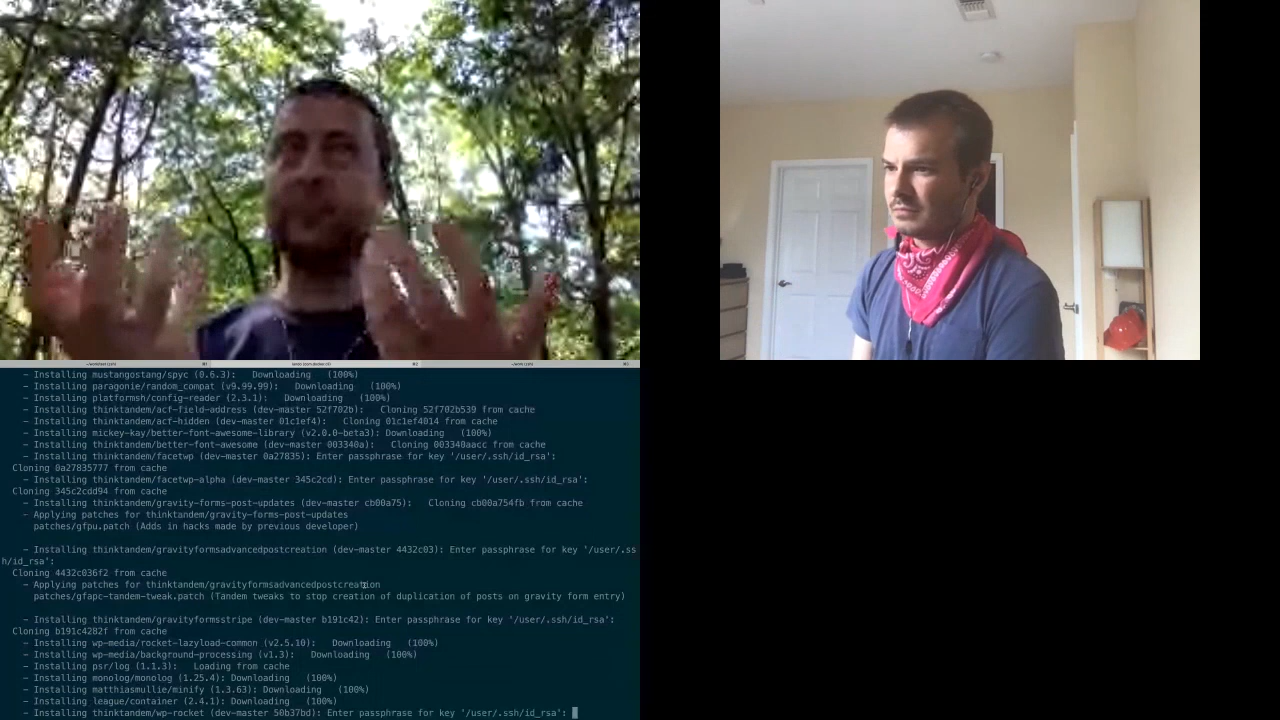 - Installing mustangostang/spyc (0.6.3):   Downloading   (100%)
- Installing paragonie/random_compat (v9.99.99):   Downloading   (100%)
- Installing platformsh/config-reader (2.3.1): Downloading   (100%)
- Installing thinktandem/acf-field-address (dev-master 52f702b):   Cloning 52f702b539 from cache
- Installing thinktandem/acf-hidden (dev-master 01c1ef4): Cloning 01c1ef4014 from cache
- Installing mickey-kay/better-font-awesome-library (v2.0.0-beta3): Downloading   (100%)
- Installing thinktandem/better-font-awesome (dev-master 003340a):   Cloning 003340aacc from cache
- Installing thinktandem/facetwp (dev-master 0a27835): Enter passphrase for key '/user/.ssh/id_rsa':
Cloning 0a27835777 from cache
- Installing thinktandem/facetwp-alpha (dev-master 345c2cd): Enter passphrase for key '/user/.ssh/id_rsa':
Cloning 345c2cdd94 from cache
- Installing thinktandem/gravity-forms-post-updates (dev-master cb00a75):   Cloning cb00a754fb from cache
- Applying patches for thinktandem/gravity-forms-post-updates
patches/gfpu.patch (Adds in hacks made by previous developer)
- Installing thinktandem/gravityformsadvancedpostcreation (dev-master 4432c03): Enter passphrase for key '/user/.ss
h/id_rsa':
Cloning 4432c036f2 from cache
- Applying patches for thinktandem/gravityformsadvancedpostcreation
patches/gfapc-tandem-tweak.patch (Tandem tweaks to stop creation of duplication of posts on gravity form entry)
- Installing thinktandem/gravityformsstripe (dev-master b191c42): Enter passphrase for key '/user/.ssh/id_rsa':
Cloning b191c4282f from cache
- Installing wp-media/rocket-lazyload-common (v2.5.10):   Downloading   (100%)
- Installing wp-media/background-processing (v1.3): Downloading   (100%)
- Installing psr/log (1.1.3):   Loading from cache
- Installing monolog/monolog (1.25.4): Downloading   (100%)
- Installing matthiasmullie/minify (1.3.63): Downloading   (100%)
- Installing league/container (2.4.1): Downloading   (100%)
- Installing thinktandem/wp-rocket (dev-master 50b37bd): Enter passphrase for key '/user/.ssh/id_rsa':